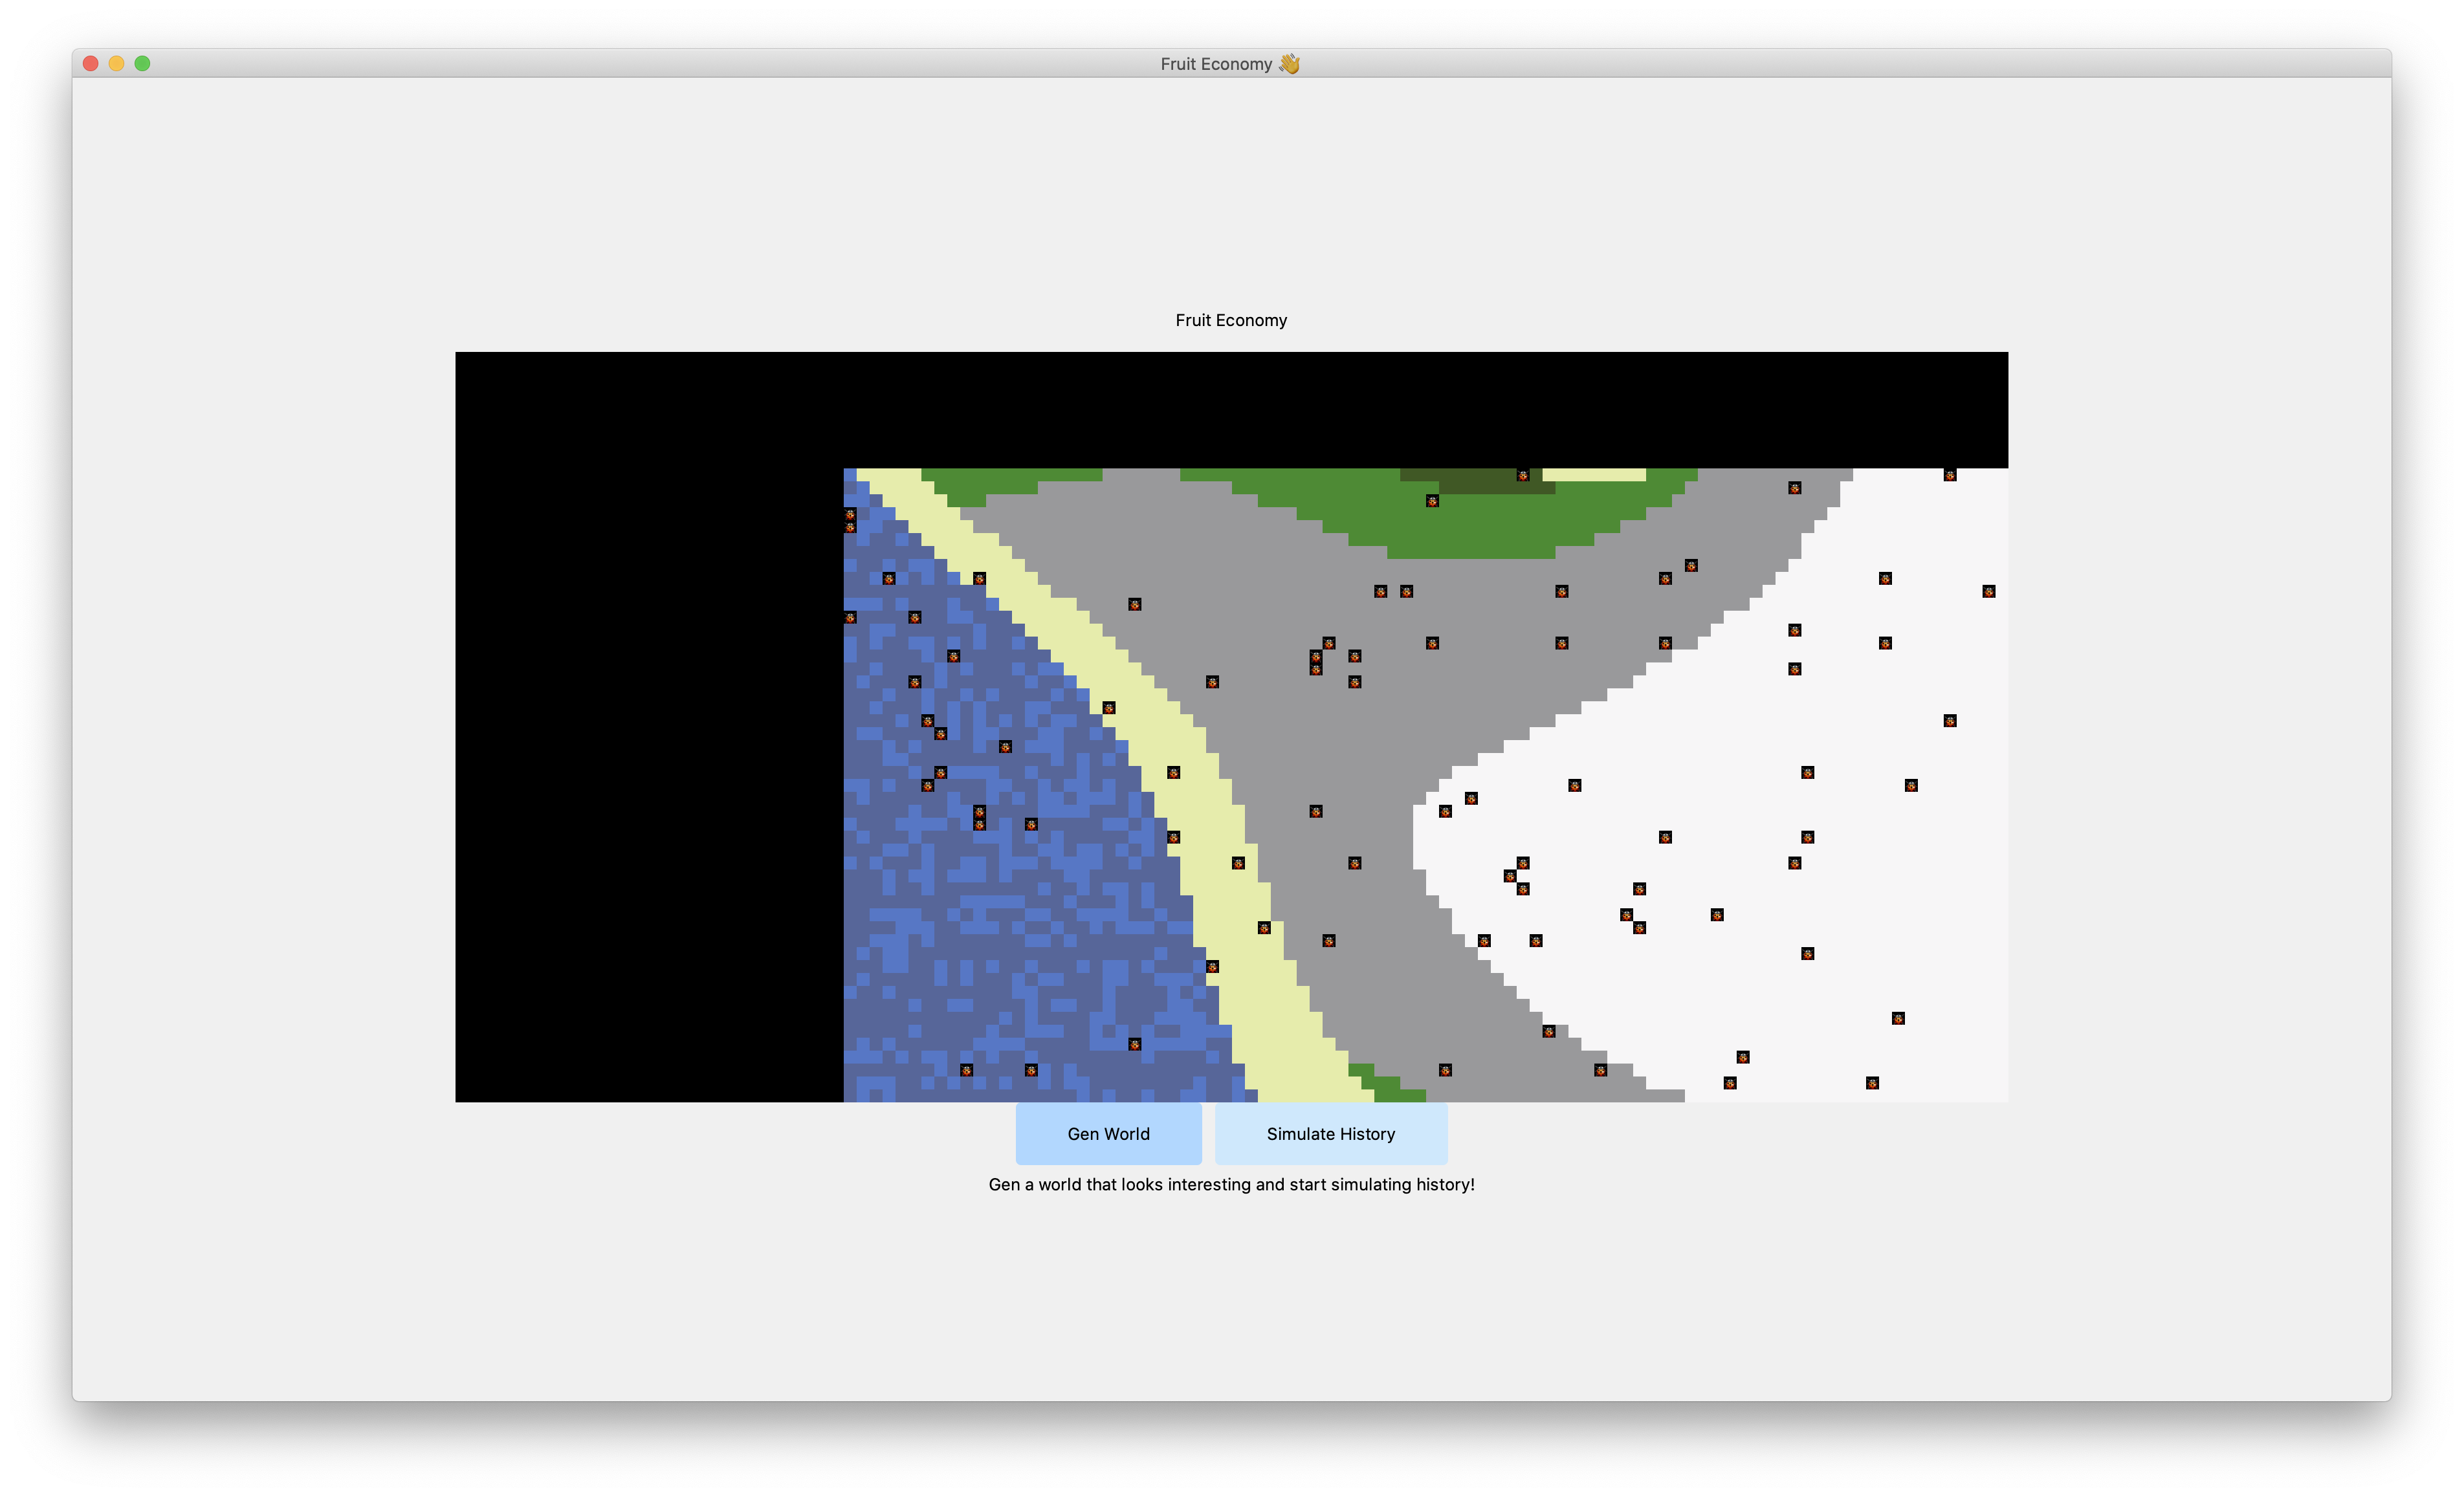 Fruit Economy 👋
Fruit Economy
Gen World
Simulate History
Gen a world that looks interesting and start simulating history!